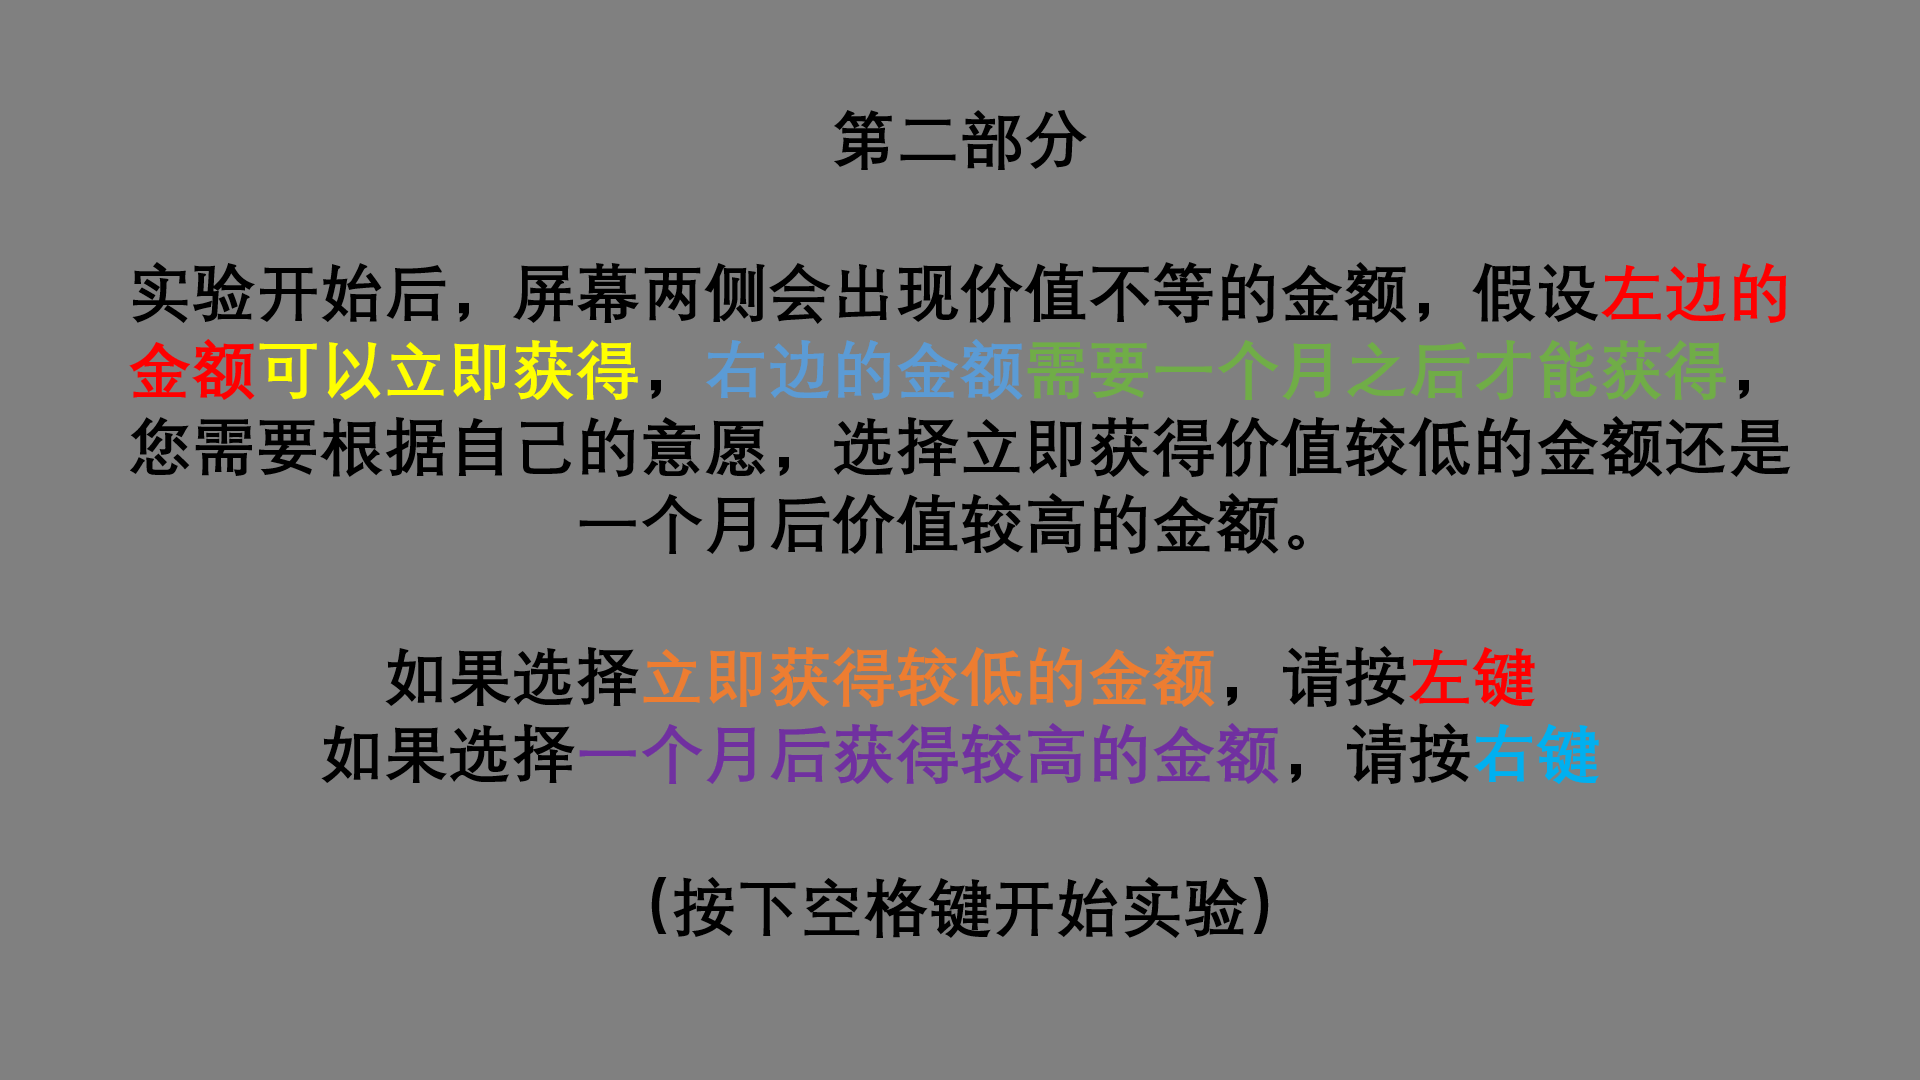 第二部分
实验开始后，屏幕两侧会出现价值不等的金额，假设左边的
金额可以立即获得，右边的金额需要一个月之后才能获得，
您需要根据自己的意愿，选择立即获得价值较低的金额还是
一个月后价值较高的金额。
如果选择立即获得较低的金额，请按左键
如果选择一个月后获得较高的金额，请按右键
(按下空格键开始实验)